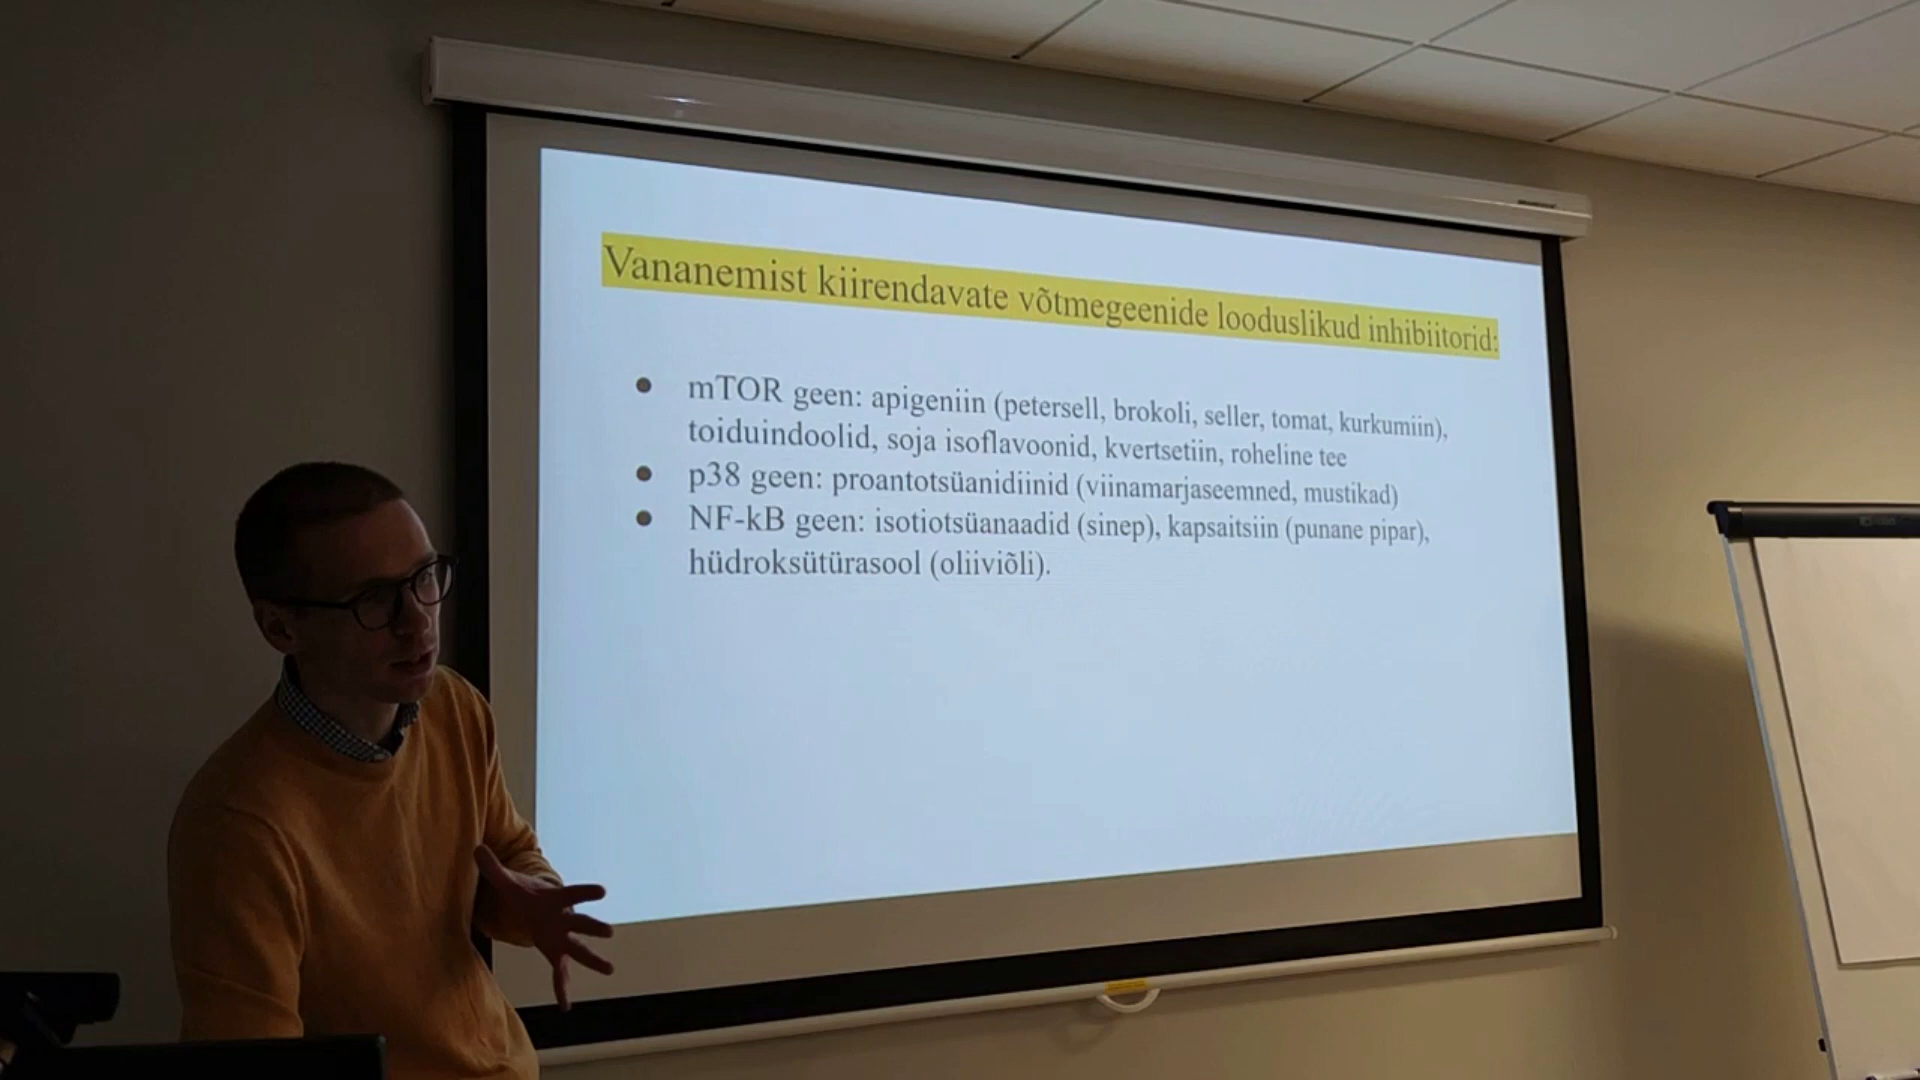 Vananemist kiirendavate võtmegeenide looduslikud inhibiitorid:
mTOR geen: apigeniin (petersell, brokoli, seller, tomat, kurkumiin),
toiduindoolid, soja isoflavoonid, kvertsetiin, roheline tee
p38 geen: proantotsüanidiinid (viinamarjaseemned, mustikad)
NF-kB geen: isotiotsüanaadid (sinep), kapsaitsiin (punane pipar),
hüdroksütürasool (oliiviõli).